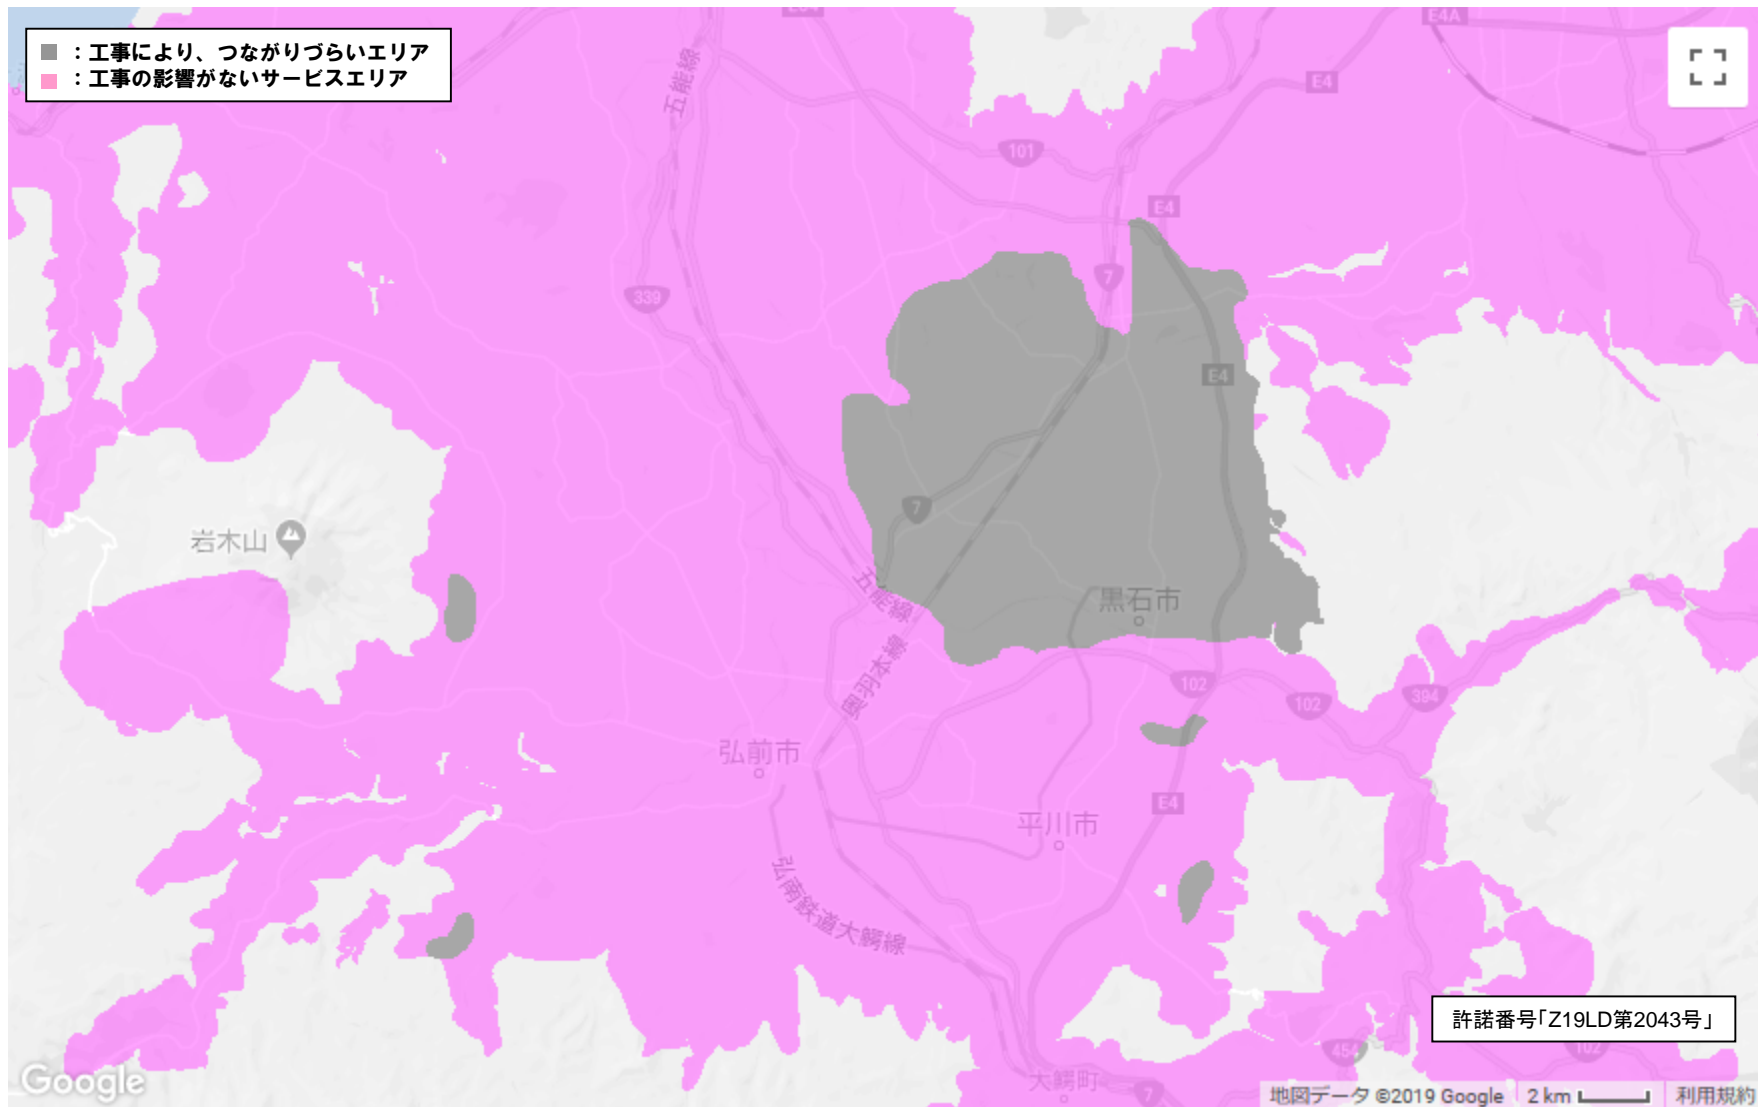 ：工事により、つながりづらいエリア
：工事の影響がないサービスエリア
E4A
五能線
E4
101
E4
7
339
E4
7
岩木山
五能線
黒石市
奥羽本線
102
102
394
弘前市
E4
平川市
弘南鉄道大鰐線
許諾番号「Z19LD第2043号」
454
102
大鰐町
7
Google
地図データ ©2019 Google
2 km
利用規約